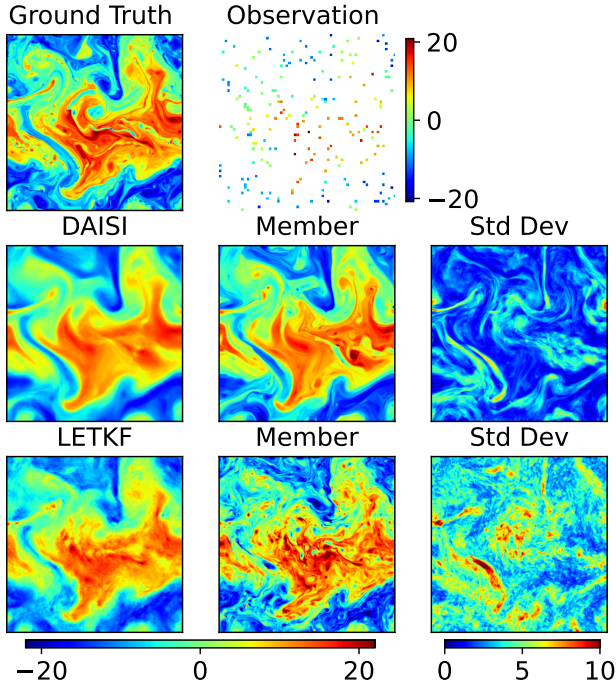 Ground Truth Observation
20
0
−20
DAISI Member Std Dev
LETKF Member Std Dev
−20 0 20 0 5 10